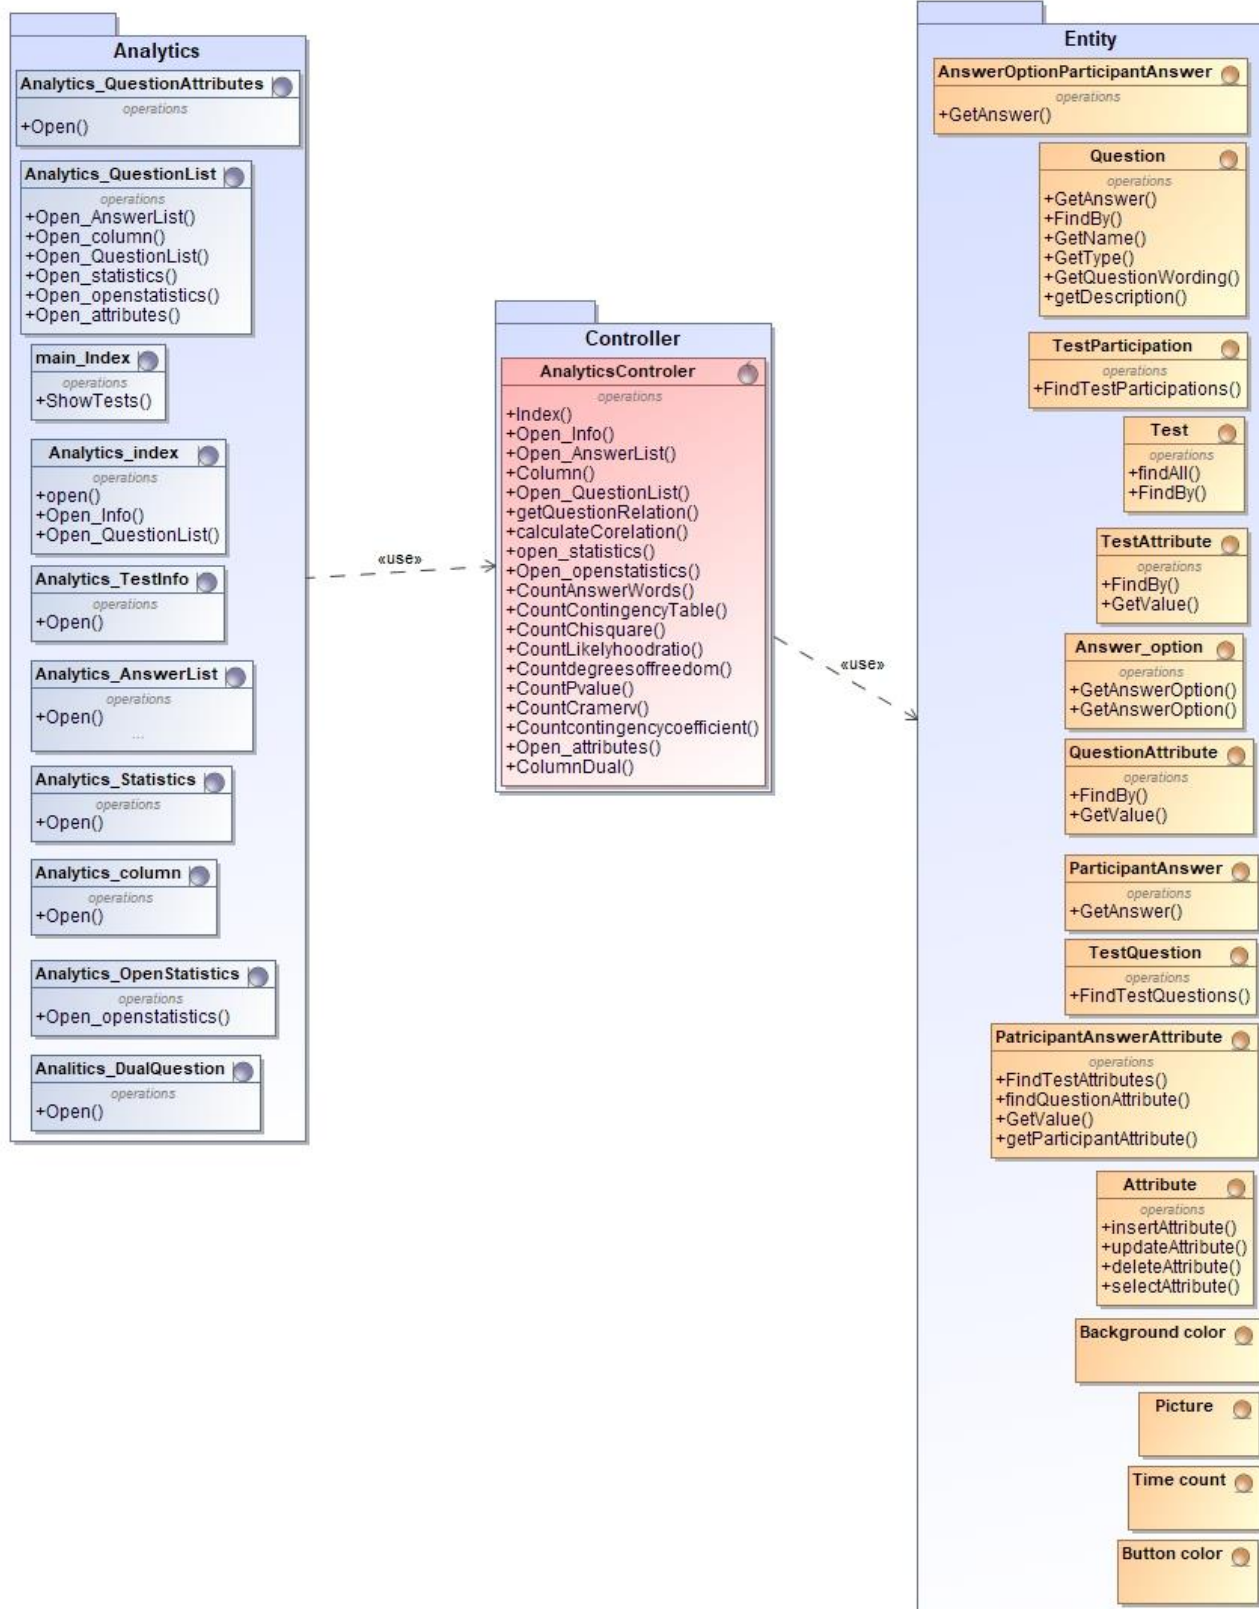 Analytics
Analytics_QuestionAttributes
operations
+Open()
Analytics_QuestionList
operations
+Open_AnswerList()
+Open_column()
+Open_QuestionList()
+Open_statistics()
+Open_openstatistics()
+Open_attributes()
main_Index
operations
+ShowTests()
Analytics_index
operations
+open()
+Open_Info()
+Open_QuestionList()
Analytics_TestInfo
operations
+Open()
Analytics_AnswerList
operations
+Open()
...
Analytics_Statistics
operations
+Open()
Analytics_column
operations
+Open()
Analytics_OpenStatistics
operations
+Open_openstatistics()
Analitics_DualQuestion
operations
+Open()
«use»
Controller
AnalyticsControler
operations
+Index()
+Open_Info()
+Open_AnswerList()
+Column()
+Open_QuestionList()
+getQuestionRelation()
+calculateCorelation()
+open_statistics()
+Open_openstatistics()
+CountAnswerWords()
+CountContingencyTable()
+CountChisquare()
+CountLikelyhoodratio()
+Countdegreesoffreedom()
+CountPvalue()
+CountCramerv()
+Countcontingencycoefficient()
+Open_attributes()
+ColumnDual()
«use»
Entity
AnswerOptionParticipantAnswer
operations
+GetAnswer()
Question
operations
+GetAnswer()
+FindBy()
+GetName()
+GetType()
+GetQuestionWording()
+getDescription()
TestParticipation
operations
+FindTestParticipations()
Test
operations
+findAll()
+FindBy()
TestAttribute
operations
+FindBy()
+GetValue()
Answer_option
operations
+GetAnswerOption()
+GetAnswerOption()
QuestionAttribute
operations
+FindBy()
+GetValue()
ParticipantAnswer
operations
+GetAnswer()
TestQuestion
operations
+FindTestQuestions()
PatricipantAnswerAttribute
operations
+FindTestAttributes()
+findQuestionAttribute()
+GetValue()
+getParticipantAttribute()
Attribute
operations
+insertAttribute()
+updateAttribute()
+deleteAttribute()
+selectAttribute()
Background color
Picture
Time count
Button color